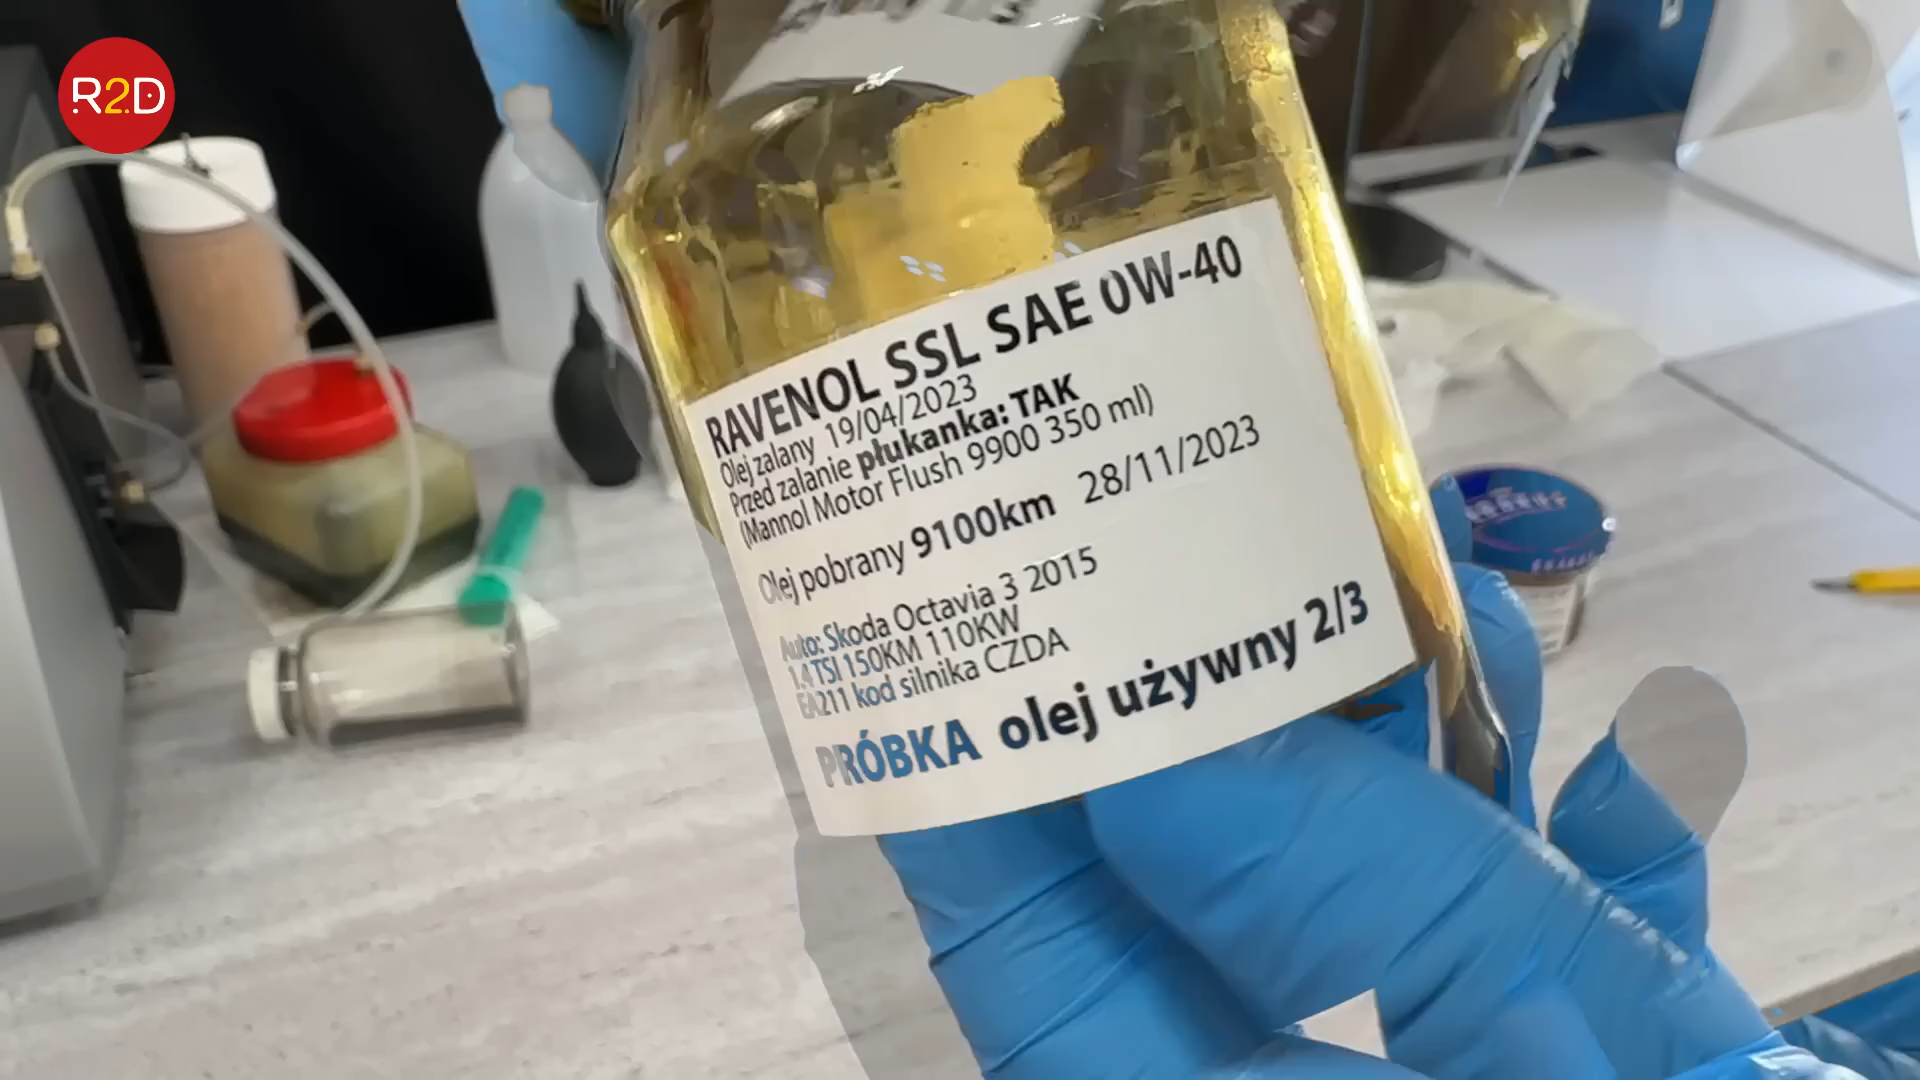 R2D
RAVENOL SSL SAE 0W-40
Olej zalany 19/04/2023
Przed zalanie płukanka: TAK
(Mannol Motor Flush 9900 350 ml)
Olej pobrany 9100km 28/11/2023
Auto: Skoda Octavia 3 2015
1.4 TSI 150KM 110KW
EA211 kod silnika CZDA
PRÓBKA olej używny 2/3